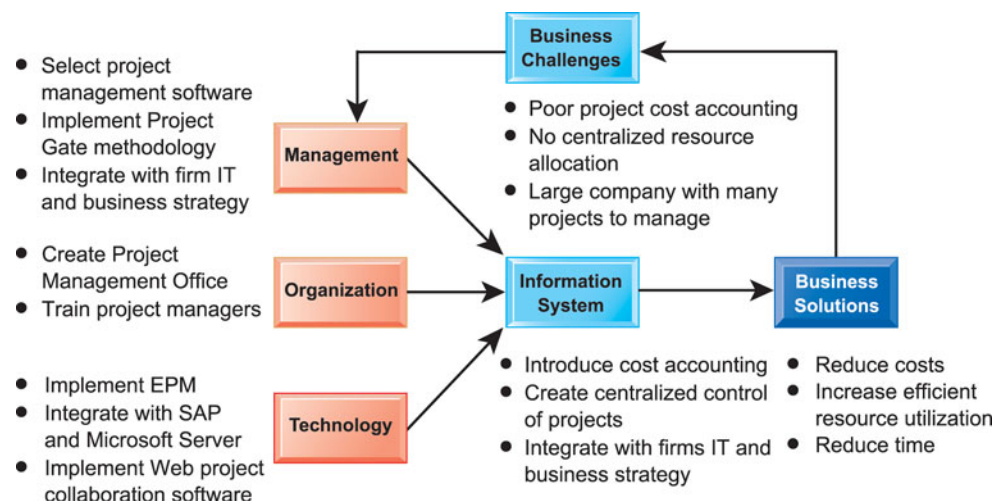 Business
Challenges
• Select project
management software
• Implement Project
Gate methodology
• Integrate with firm IT
and business strategy
Management
• Poor project cost accounting
• No centralized resource
allocation
• Large company with many
projects to manage
• Create Project
Management Office
• Train project managers
Organization
Information
System
Business
Solutions
• Implement EPM
• Integrate with SAP
and Microsoft Server
• Implement Web project
collaboration software
Technology
• Introduce cost accounting
• Create centralized control
of projects
• Integrate with firms IT and
business strategy
• Reduce costs
• Increase efficient
resource utilization
• Reduce time